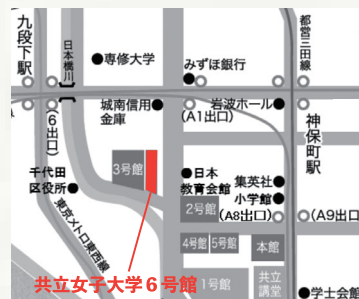 九段下駅
日本橋川
都営三田線
●専修大学
みずほ銀行
城南信用
金庫
岩波ホール
(6出口)
(A1出口)
神保町駅
千代田
区役所
3号館
●日本
教育会館
集英社
小学館
2号館
(A8出口)
(A9出口)
東京メトロ東西線
4号館
5号館
本館
共立女子大学6号館
1号館
共立
講堂
●学士会館